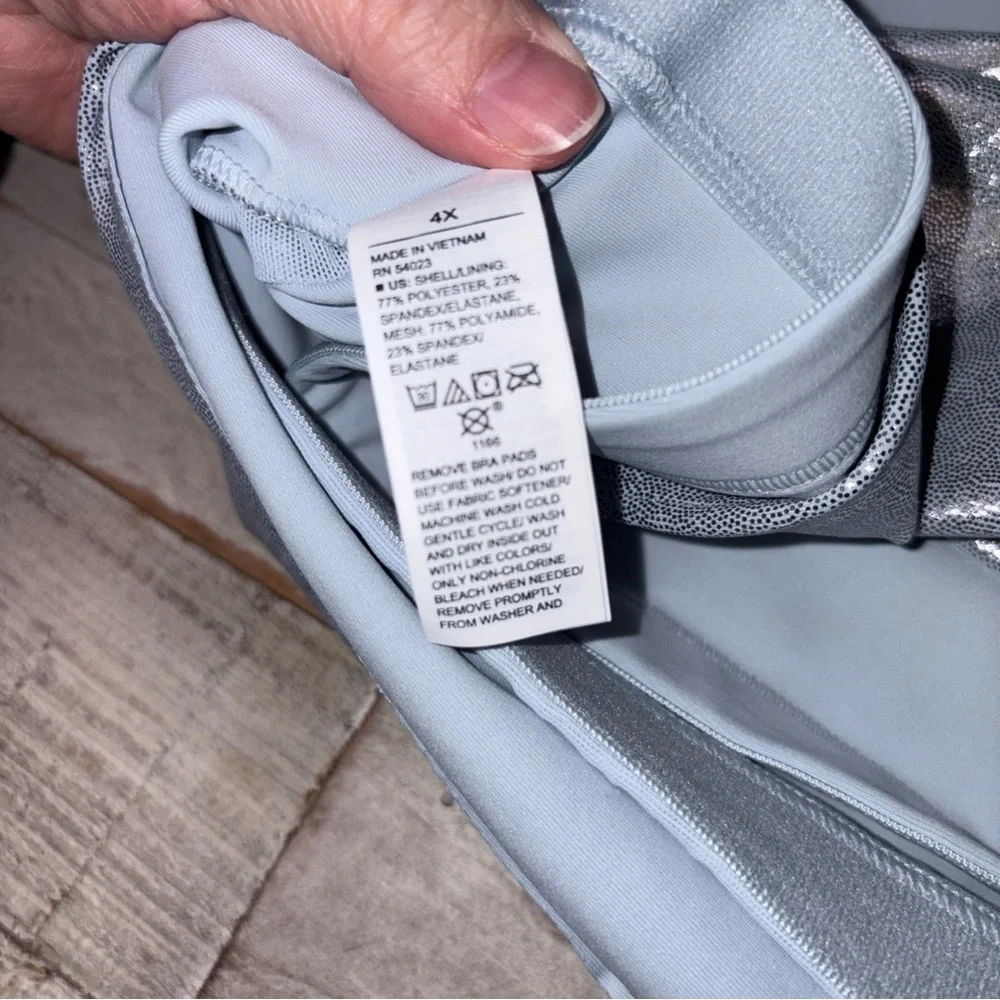 4X
MADE IN VIETNAM
RN 54023
■ US: SHELL/LINING:
77% POLYESTER, 23%
SPANDEX/ELASTANE,
MESH: 77% POLYAMIDE,
23% SPANDEX/
ELASTANE
30
®
1166
REMOVE BRA PADS
BEFORE WASH/ DO NOT
USE FABRIC SOFTENER/
MACHINE WASH COLD
GENTLE CYCLE/ WASH
AND DRY INSIDE OUT
WITH LIKE COLORS/
ONLY NON-CHLORINE
BLEACH WHEN NEEDED/
REMOVE PROMPTLY
FROM WASHER AND